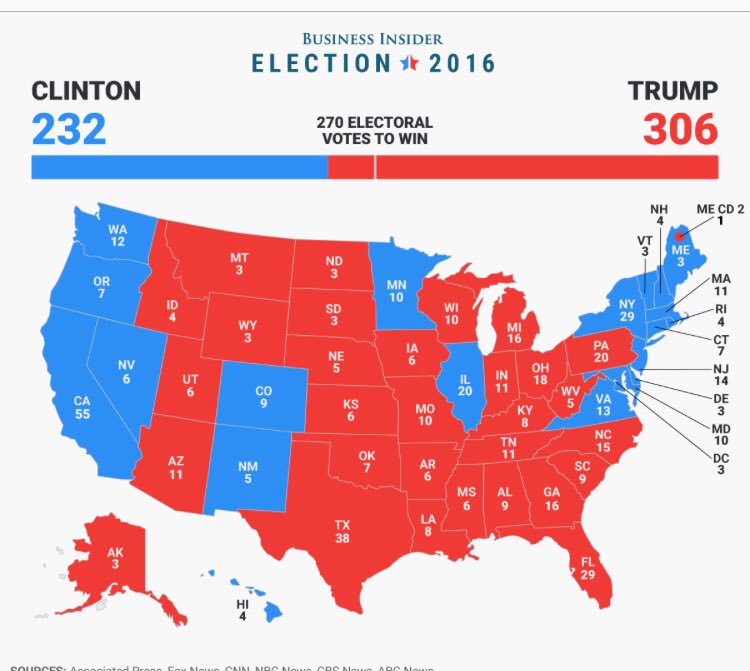 BUSINESS INSIDER
ELECTION 2016
CLINTON
232
270 ELECTORAL
VOTES TO WIN
TRUMP
306
WA
12
OR
7
CA
55
NV
6
ID
4
MT
3
WY
3
UT
6
AZ
11
CO
9
NM
5
ND
3
SD
3
NE
5
KS
6
OK
7
TX
38
MN
10
IA
6
MO
10
AR
6
LA
8
WI
10
IL
20
MI
16
IN
11
OH
18
KY
8
TN
11
MS
6
AL
9
GA
16
FL
29
SC
9
NC
15
VA
13
WV
5
PA
20
NY
29
VT
3
NH
4
ME CD 2
1
ME
3
MA
11
RI
4
CT
7
NJ
14
DE
3
MD
10
DC
3
AK
3
HI
4
SOURCES: Associated Press, Fox News, CNN, NBC News, CBS News, ABC News